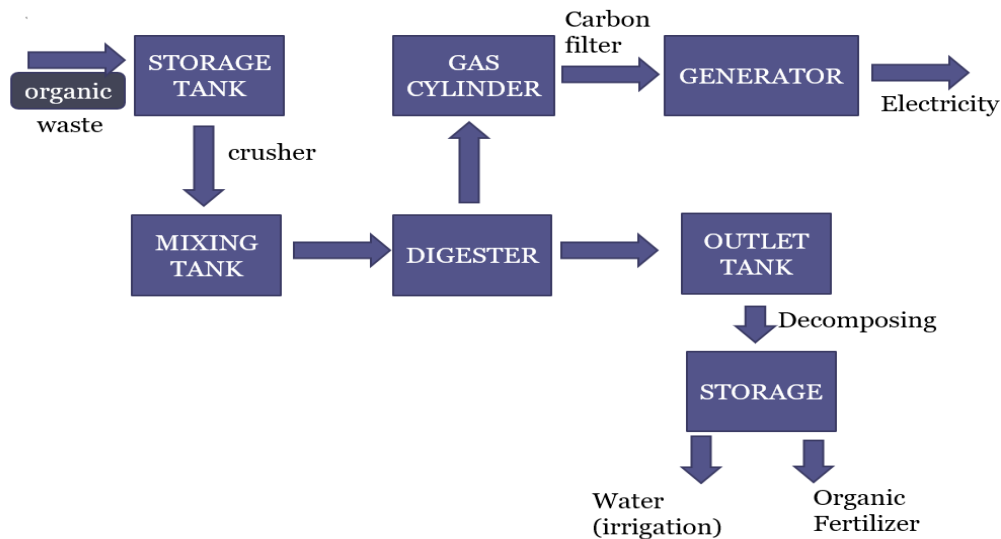 organic
waste
STORAGE
TANK
crusher
MIXING
TANK
DIGESTER
GAS
CYLINDER
Carbon
filter
GENERATOR
Electricity
OUTLET
TANK
Decomposing
STORAGE
Water
(irrigation)
Organic
Fertilizer